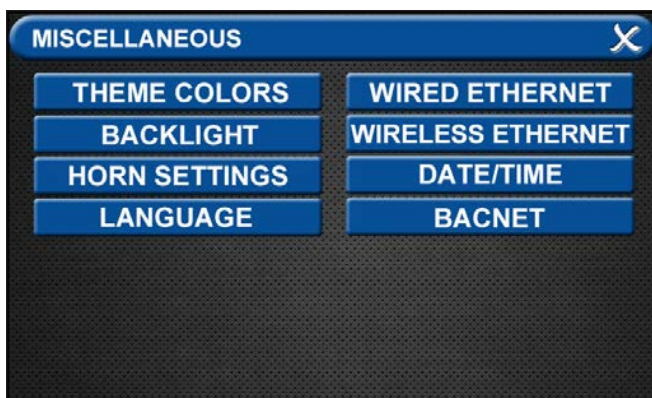 MISCELLANEOUS
THEME COLORS
WIRED ETHERNET
BACKLIGHT
WIRELESS ETHERNET
HORN SETTINGS
DATE/TIME
LANGUAGE
BACNET